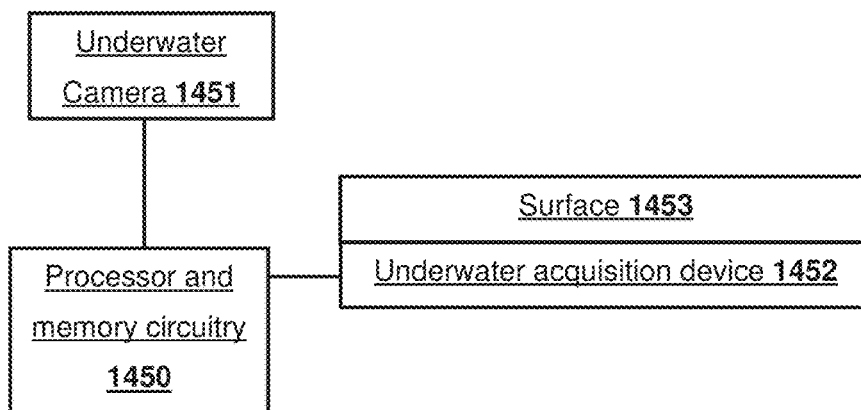 Underwater
Camera 1451
Surface 1453
Underwater acquisition device 1452
Processor and
memory circuitry
1450